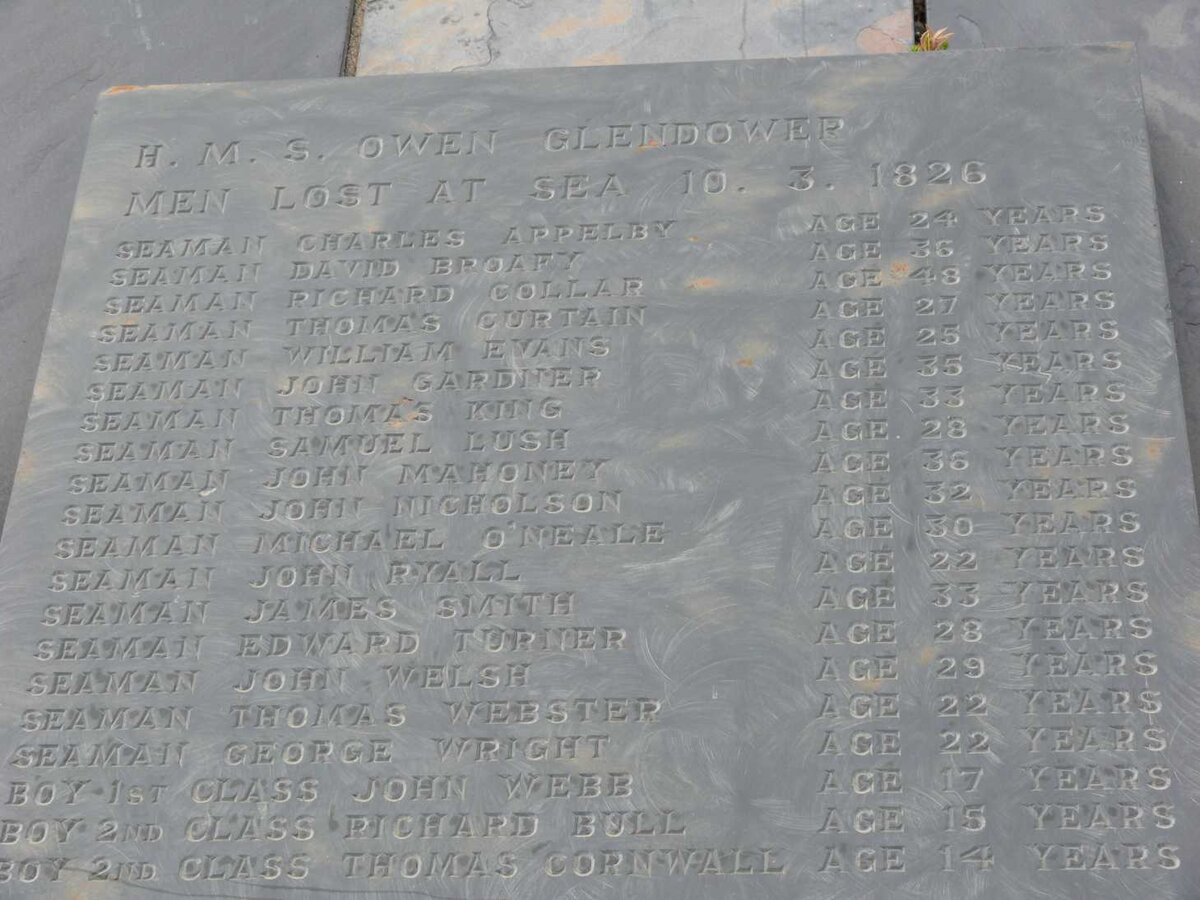 H. M. S. OWEN GLENDOWER
MEN LOST AT SEA 10. 3. 1826
SEAMAN CHARLES APPELBY AGE 24 YEARS
SEAMAN DAVID BROAFY AGE 36 YEARS
SEAMAN RICHARD COLLAR AGE 48 YEARS
SEAMAN THOMAS CURTAIN AGE 27 YEARS
SEAMAN WILLIAM EVANS AGE 25 YEARS
SEAMAN JOHN GARDNER AGE 35 YEARS
SEAMAN THOMAS KING AGE 33 YEARS
SEAMAN SAMUEL LUSH AGE 28 YEARS
SEAMAN JOHN MAHONEY AGE 36 YEARS
SEAMAN JOHN NICHOLSON AGE 32 YEARS
SEAMAN MICHAEL O'NEALE AGE 30 YEARS
SEAMAN JOHN RYALL AGE 22 YEARS
SEAMAN JAMES SMITH AGE 33 YEARS
SEAMAN EDWARD TURNER AGE 28 YEARS
SEAMAN JOHN WELSH AGE 29 YEARS
SEAMAN THOMAS WEBSTER AGE 22 YEARS
SEAMAN GEORGE WRIGHT AGE 22 YEARS
BOY 1ST CLASS JOHN WEBB AGE 17 YEARS
BOY 2ND CLASS RICHARD BULL AGE 15 YEARS
BOY 2ND CLASS THOMAS CORNWALL AGE 14 YEARS